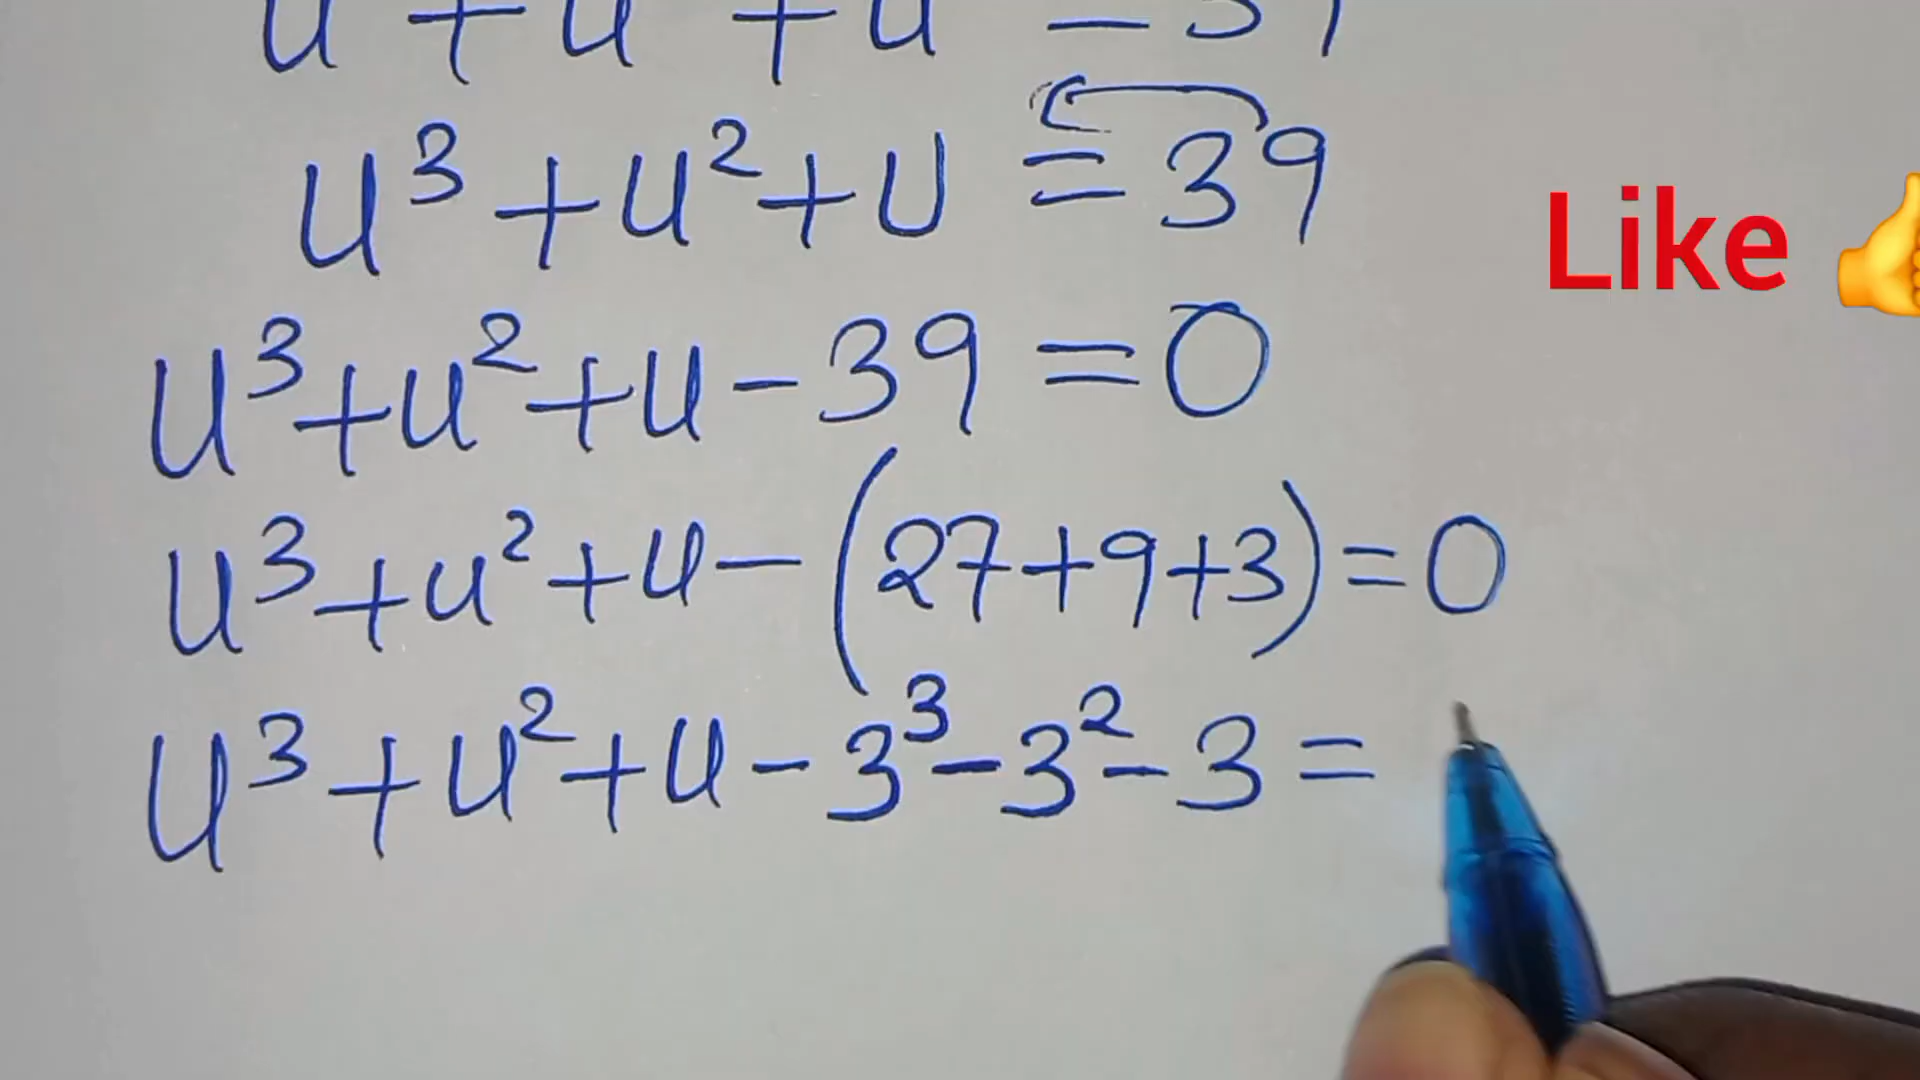 u + u + u = 39
u³ + u² + u = 39
Like 👍
u³ + u² + u - 39 = 0
u³ + u² + u - (27 + 9 + 3) = 0
u³ + u² + u - 3³ - 3² - 3 =